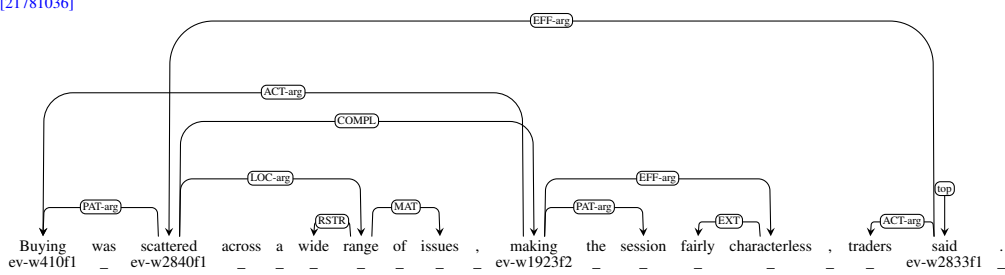 [21781036]
EFF-arg
ACT-arg
COMPL
LOC-arg EFF-arg
top
PAT-arg RSTR MAT PAT-arg EXT ACT-arg
Buying was scattered across a wide range of issues , making the session fairly characterless , traders said .
ev-w410f1 _ ev-w2840f1 _ _ _ _ _ _ _ ev-w1923f2 _ _ _ _ _ _ ev-w2833f1 _